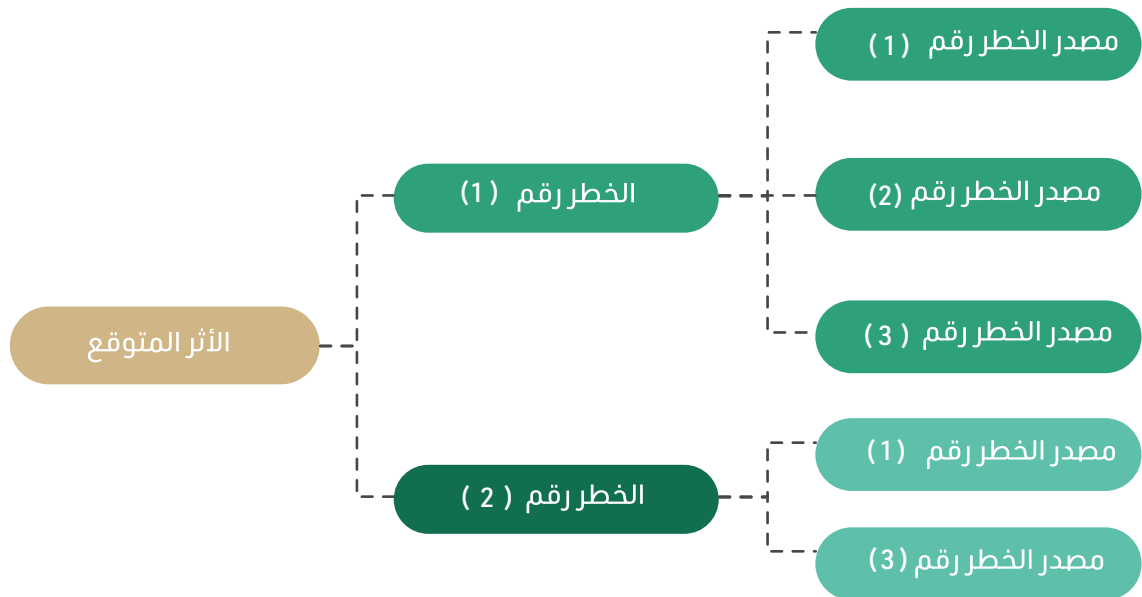 مصدر الخطر رقم (1)
مصدر الخطر رقم (2)
مصدر الخطر رقم (3)
الخطر رقم (1)
الأثر المتوقع
مصدر الخطر رقم (1)
مصدر الخطر رقم (3)
الخطر رقم (2)